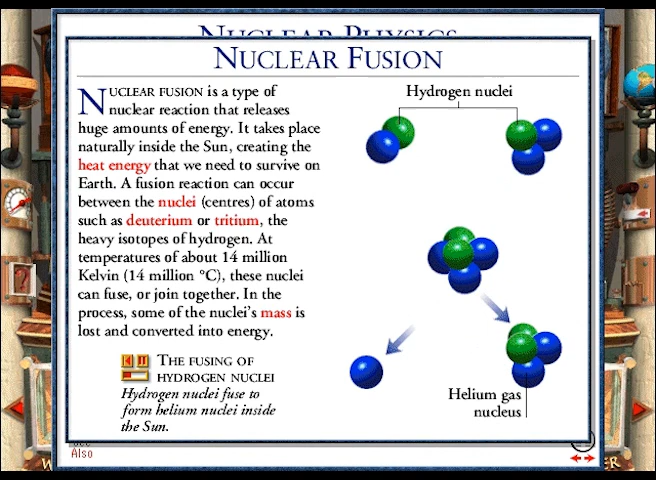 NUCLEAR PHYSICS
NUCLEAR FUSION
NUCLEAR FUSION is a type of
nuclear reaction that releases
huge amounts of energy. It takes place
naturally inside the Sun, creating the
heat energy that we need to survive on
Earth. A fusion reaction can occur
between the nuclei (centres) of atoms
such as deuterium or tritium, the
heavy isotopes of hydrogen. At
temperatures of about 14 million
Kelvin (14 million °C), these nuclei
can fuse, or join together. In the
process, some of the nuclei's mass is
lost and converted into energy.
THE FUSING OF
HYDROGEN NUCLEI
Hydrogen nuclei fuse to
form helium nuclei inside
the Sun.
Hydrogen nuclei
Helium gas
nucleus
See
Also